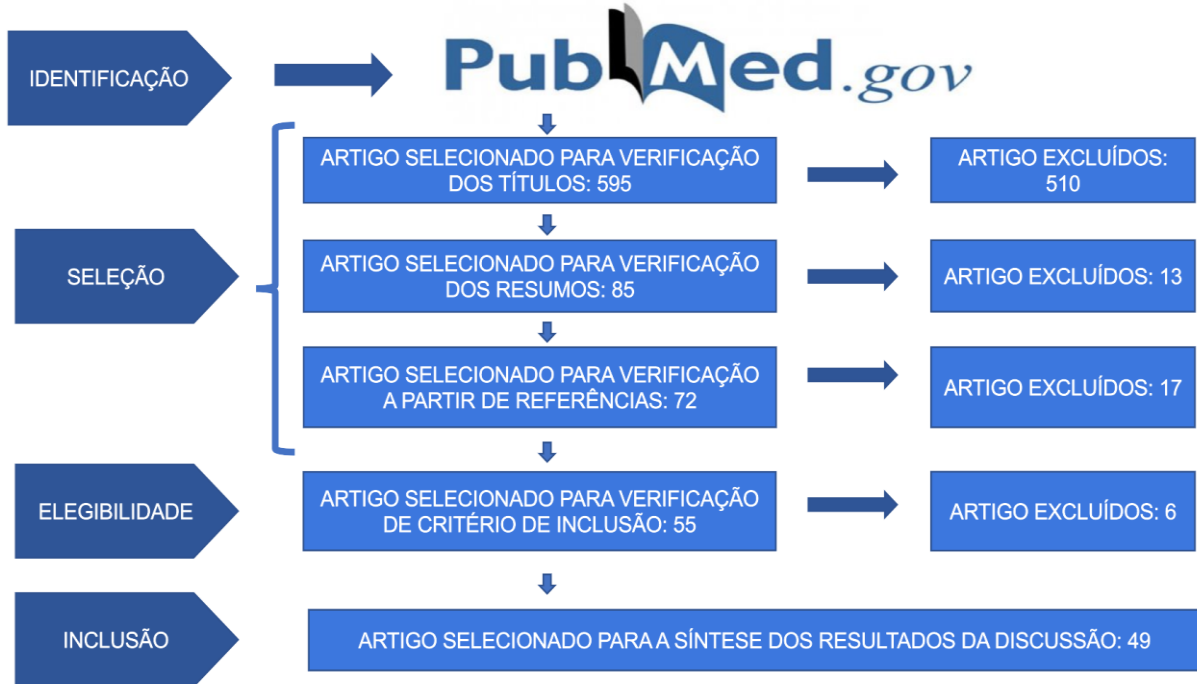 IDENTIFICAÇÃO
PubMed.gov
ARTIGO SELECIONADO PARA VERIFICAÇÃO
DOS TÍTULOS: 595
ARTIGO EXCLUÍDOS:
510
SELEÇÃO
ARTIGO SELECIONADO PARA VERIFICAÇÃO
DOS RESUMOS: 85
ARTIGO EXCLUÍDOS: 13
ARTIGO SELECIONADO PARA VERIFICAÇÃO
A PARTIR DE REFERÊNCIAS: 72
ARTIGO EXCLUÍDOS: 17
ELEGIBILIDADE
ARTIGO SELECIONADO PARA VERIFICAÇÃO
DE CRITÉRIO DE INCLUSÃO: 55
ARTIGO EXCLUÍDOS: 6
INCLUSÃO
ARTIGO SELECIONADO PARA A SÍNTESE DOS RESULTADOS DA DISCUSSÃO: 49